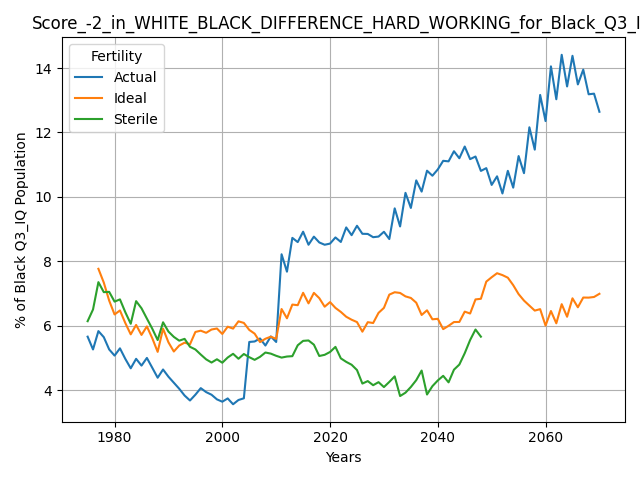 Score_-2_in_WHITE_BLACK_DIFFERENCE_HARD_WORKING_for_Black_Q3_I
Fertility
Actual
Ideal
Sterile
% of Black Q3_IQ Population
14
12
10
8
6
4
1980 2000 2020 2040 2060
Years